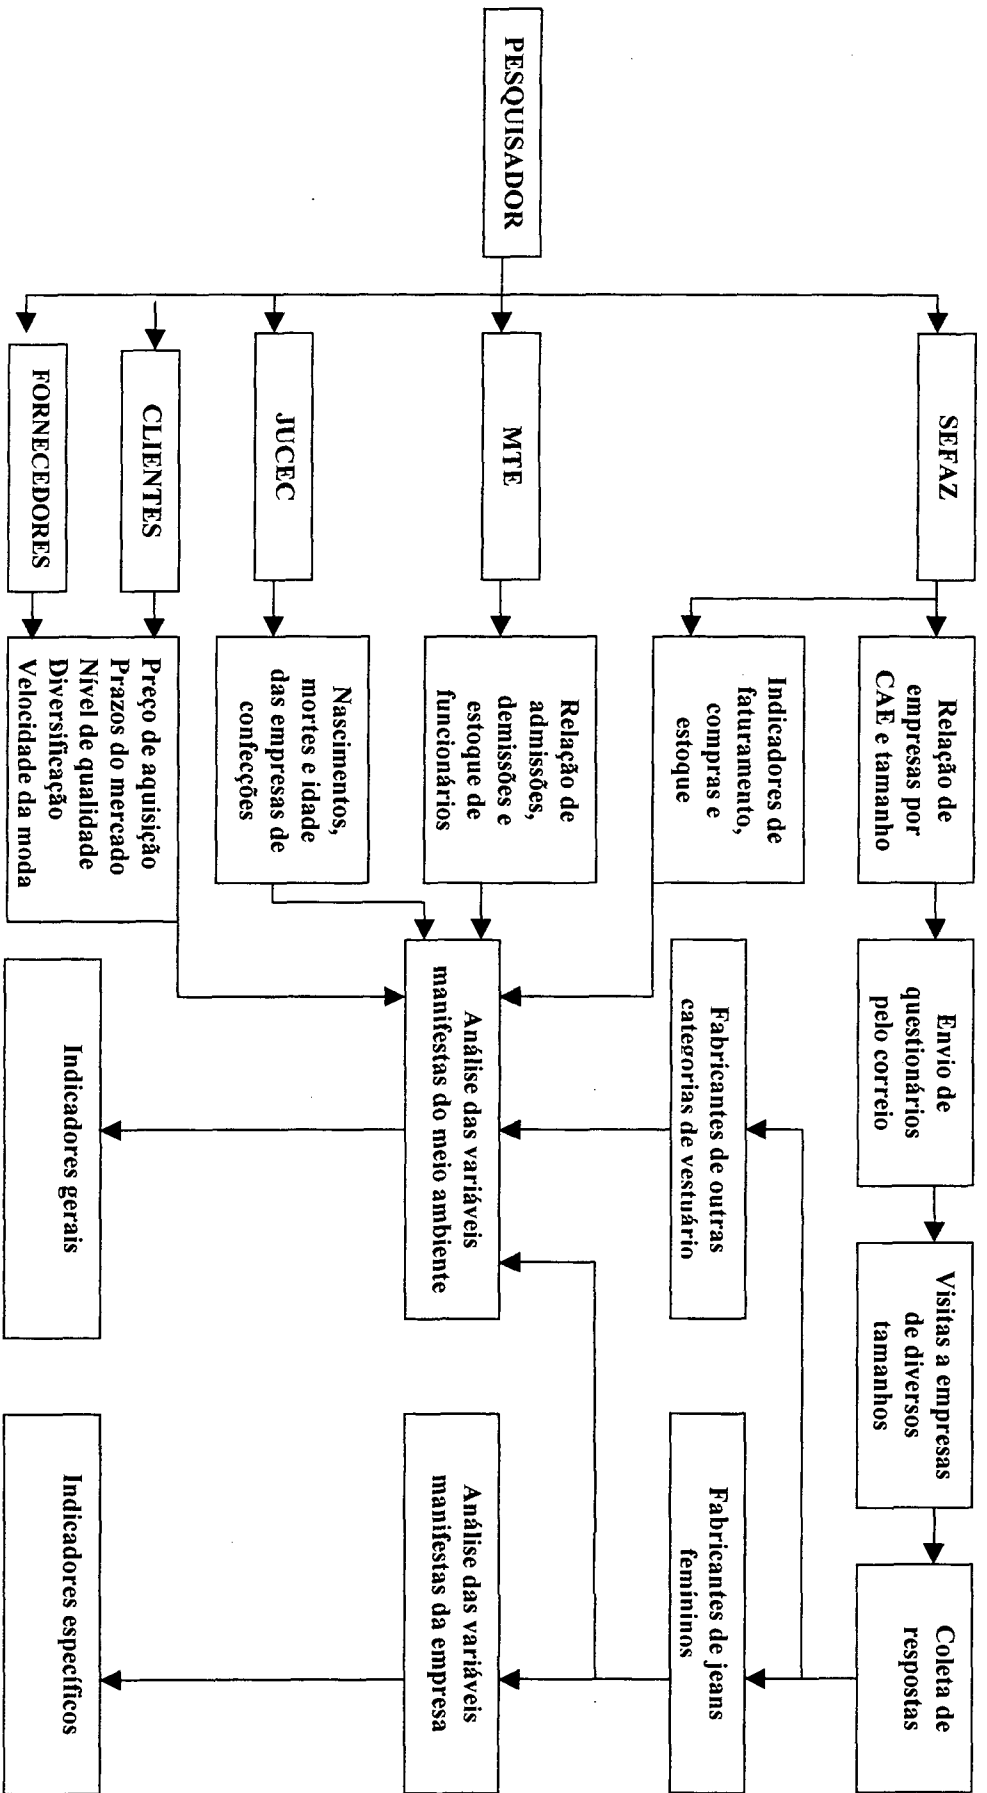 PESQUISADOR
SEFAZ
Relação de
empresas por
CAE e tamanho
Envio de
questionários
pelo correio
Visitas a empresas
de diversos
tamanhos
Coleta de
respostas
Indicadores de
faturamento,
compras e
estoque
Fabricantes de outras
categorias de vestuário
Fabricantes de jeans
femininos
MTE
Relação de
admissões,
demissões e
estoque de
funcionários
Análise das variáveis
manifestas do meio ambiente
Análise das variáveis
manifestas da empresa
JUCEC
Nascimentos,
mortes e idade
das empresas de
confecções
CLIENTES
FORNECEDORES
Preço de aquisição
Prazos do mercado
Nível de qualidade
Diversificação
Velocidade da moda
Indicadores gerais
Indicadores específicos